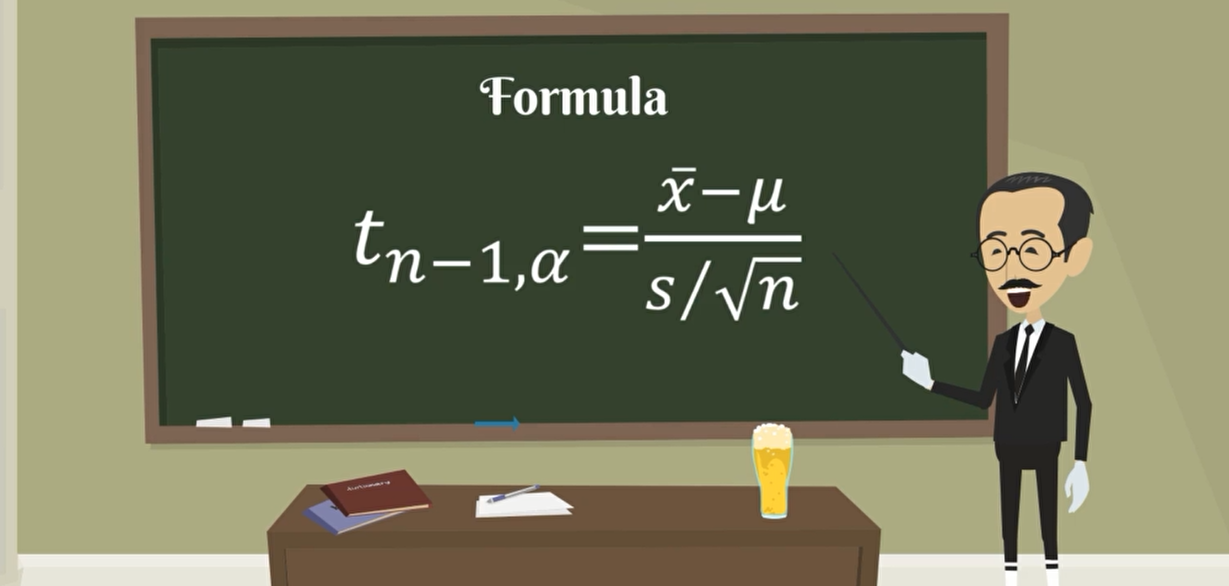 Formula
t_{n-1,α} = (x̄-μ)/(s/√n)